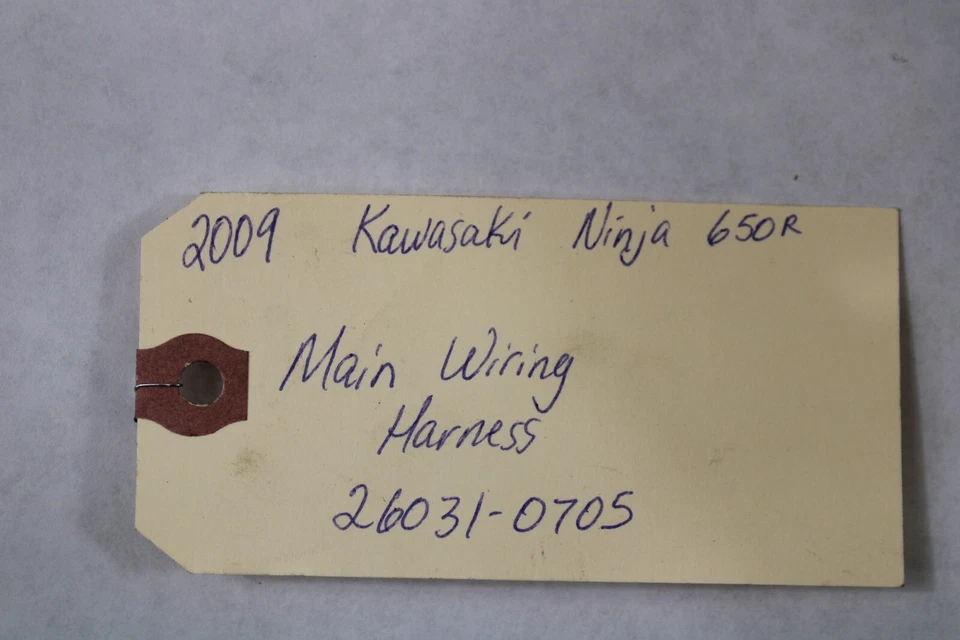 2009 Kawasaki Ninja 650R
Main Wiring
Harness
26031-0705